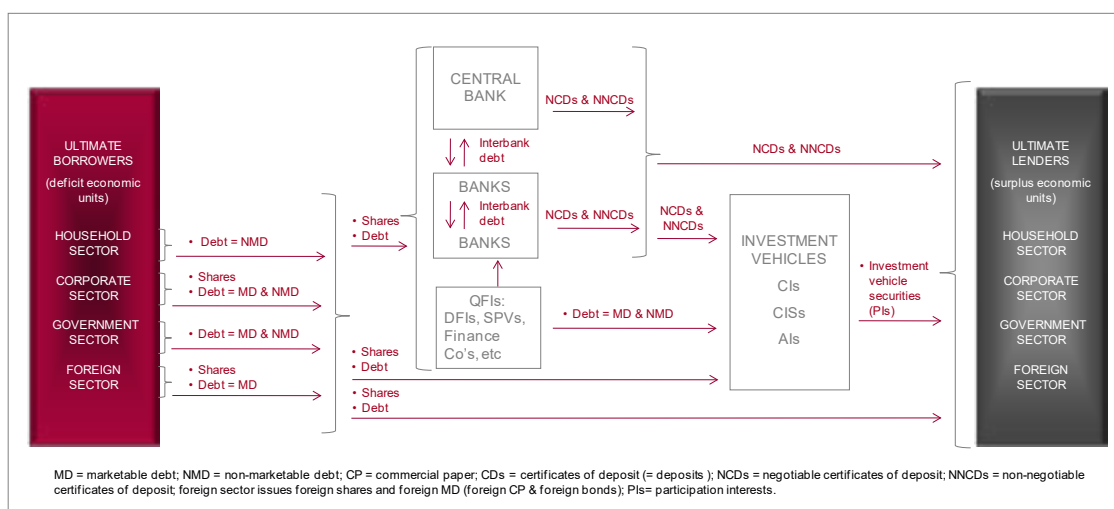 ULTIMATE
BORROWERS
(deficit economic
units)
HOUSEHOLD
SECTOR
CORPORATE
SECTOR
GOVERNMENT
SECTOR
FOREIGN
SECTOR
• Debt = NMD
• Shares
• Debt = MD & NMD
• Debt = MD & NMD
• Shares
• Debt = MD
• Shares
• Debt
• Shares
• Debt
• Shares
• Debt
CENTRAL
BANK
Interbank
debt
BANKS
Interbank
debt
BANKS
QFIs:
DFIs, SPVs,
Finance
Co's, etc
NCDs & NNCDs
NCDs & NNCDs
• Debt = MD & NMD
NCDs &
NNCDs
NCDs & NNCDs
INVESTMENT
VEHICLES
CIs
CISs
AIs
• Investment
vehicle
securities
(PIs)
ULTIMATE
LENDERS
(surplus economic
units)
HOUSEHOLD
SECTOR
CORPORATE
SECTOR
GOVERNMENT
SECTOR
FOREIGN
SECTOR
MD = marketable debt; NMD = non-marketable debt; CP = commercial paper; CDs = certificates of deposit (= deposits ); NCDs = negotiable certificates of deposit; NNCDs = non-negotiable
certificates of deposit; foreign sector issues foreign shares and foreign MD (foreign CP & foreign bonds); PIs= participation interests.